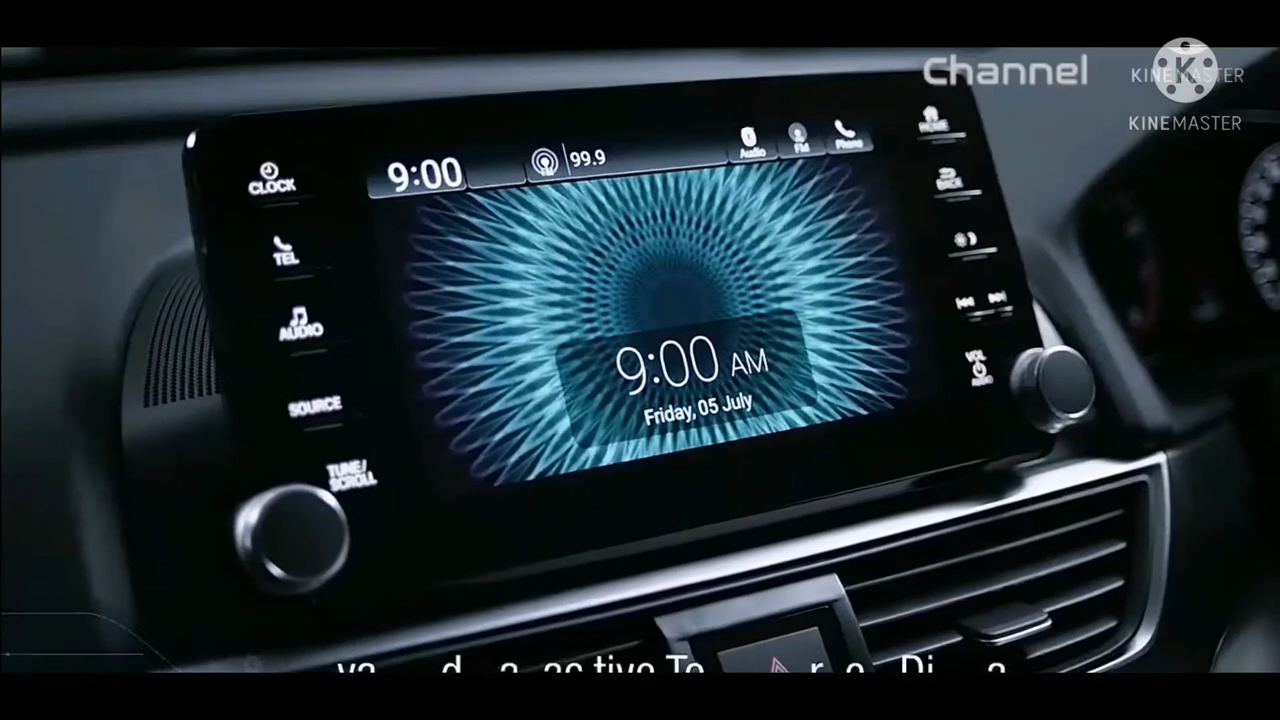 Channel
KINEMASTER
KINEMASTER
CLOCK
TEL
AUDIO
SOURCE
TUNE/
SCROLL
9:00
99.9
Audio
FM
Phone
9:00 AM
Friday, 05 July
HOME
BACK
VOL
AUDIO